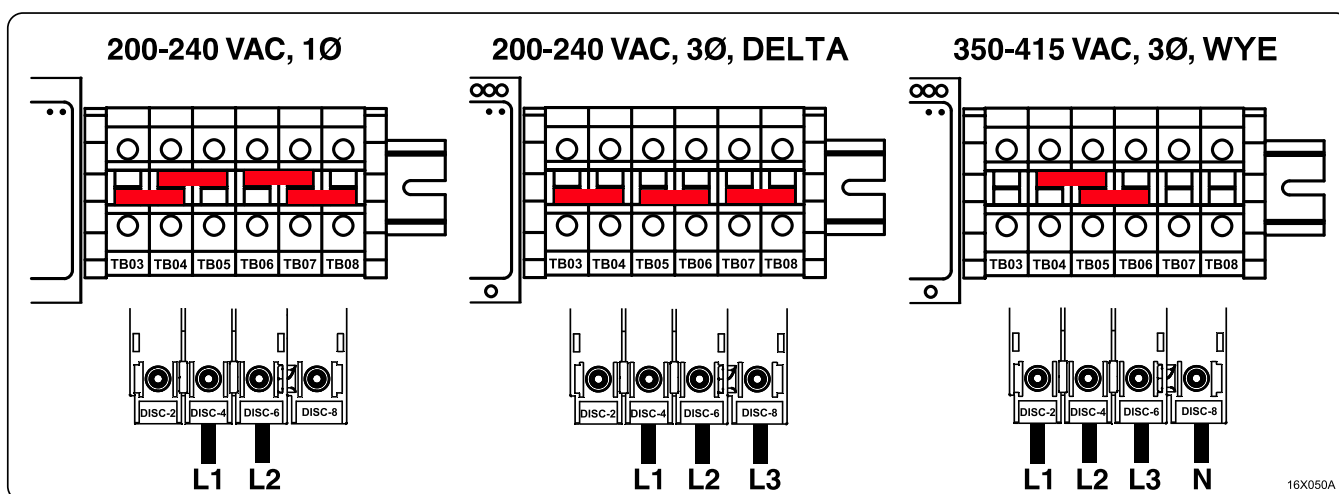 200-240 VAC, 1Ø
200-240 VAC, 3Ø, DELTA
350-415 VAC, 3Ø, WYE
TB03 TB04 TB05 TB06 TB07 TB08
TB03 TB04 TB05 TB06 TB07 TB08
TB03 TB04 TB05 TB06 TB07 TB08
DISC-2 DISC-4 DISC-6 DISC-8
DISC-2 DISC-4 DISC-6 DISC-8
DISC-2 DISC-4 DISC-6 DISC-8
L1 L2
L1 L2 L3
L1 L2 L3 N
16X050A